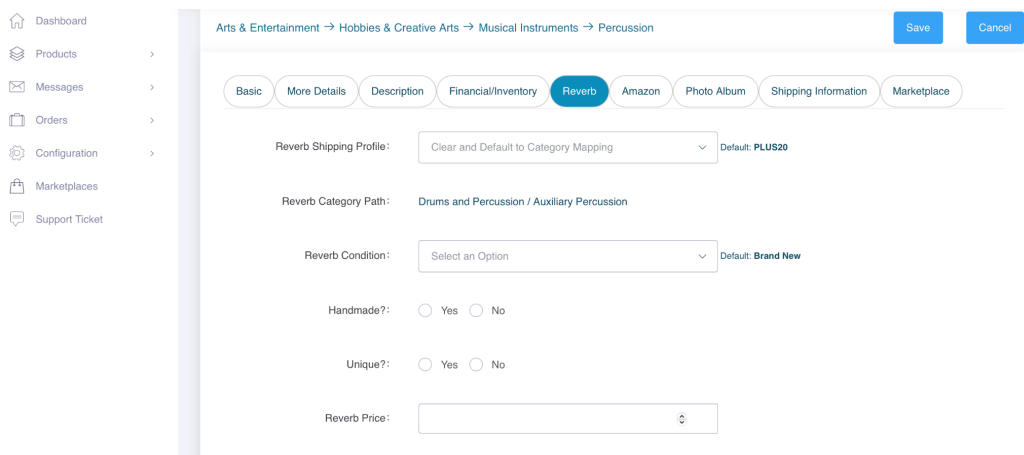 Dashboard
Products
Messages
Orders
Configuration
Marketplaces
Support Ticket
Arts & Entertainment → Hobbies & Creative Arts → Musical Instruments → Percussion
Save
Cancel
Basic
More Details
Description
Financial/Inventory
Reverb
Amazon
Photo Album
Shipping Information
Marketplace
Reverb Shipping Profile: Clear and Default to Category Mapping Default: PLUS20
Reverb Category Path: Drums and Percussion / Auxiliary Percussion
Reverb Condition: Select an Option Default: Brand New
Handmade?: Yes No
Unique?: Yes No
Reverb Price: